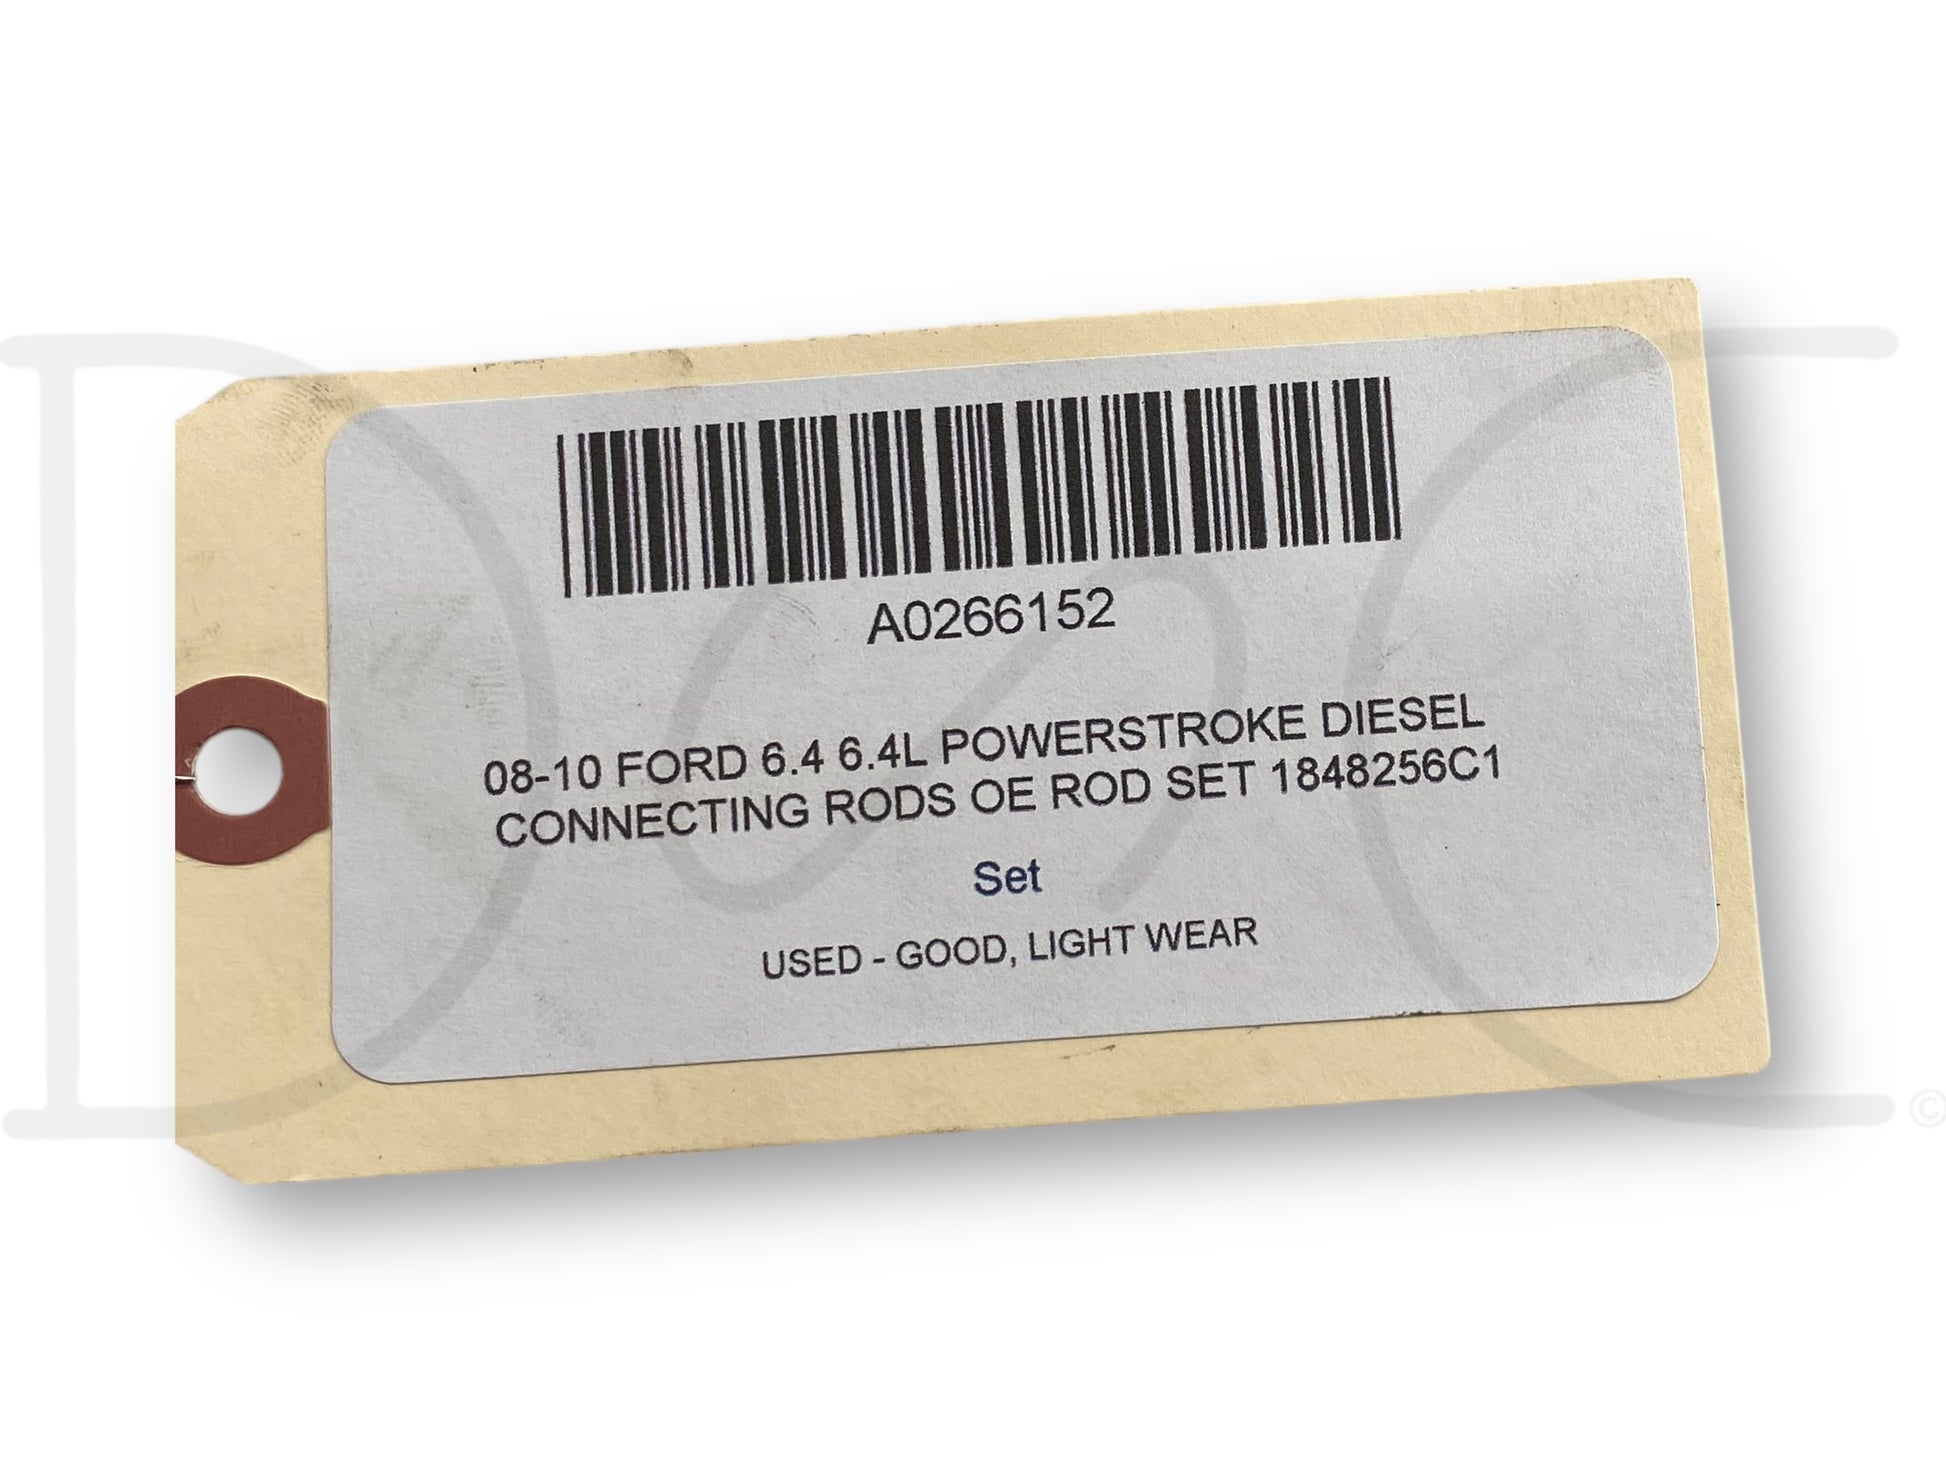 A0266152
08-10 FORD 6.4 6.4L POWERSTROKE DIESEL
CONNECTING RODS OE ROD SET 1848256C1
Set
USED - GOOD, LIGHT WEAR
©